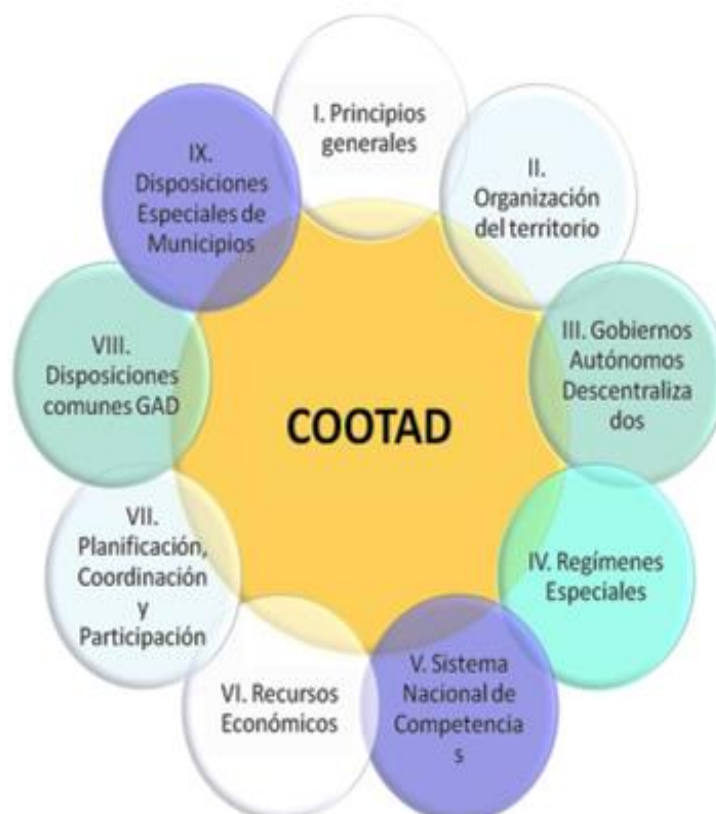 I. Principios
generales
II.
Organización
del territorio
III. Gobiernos
Autónomos
Descentraliza
dos
IV. Regímenes
Especiales
V. Sistema
Nacional de
Competencia
s
VI. Recursos
Económicos
VII.
Planificación,
Coordinación
y
Participación
VIII.
Disposiciones
comunes GAD
IX.
Disposiciones
Especiales de
Municipios
COOTAD